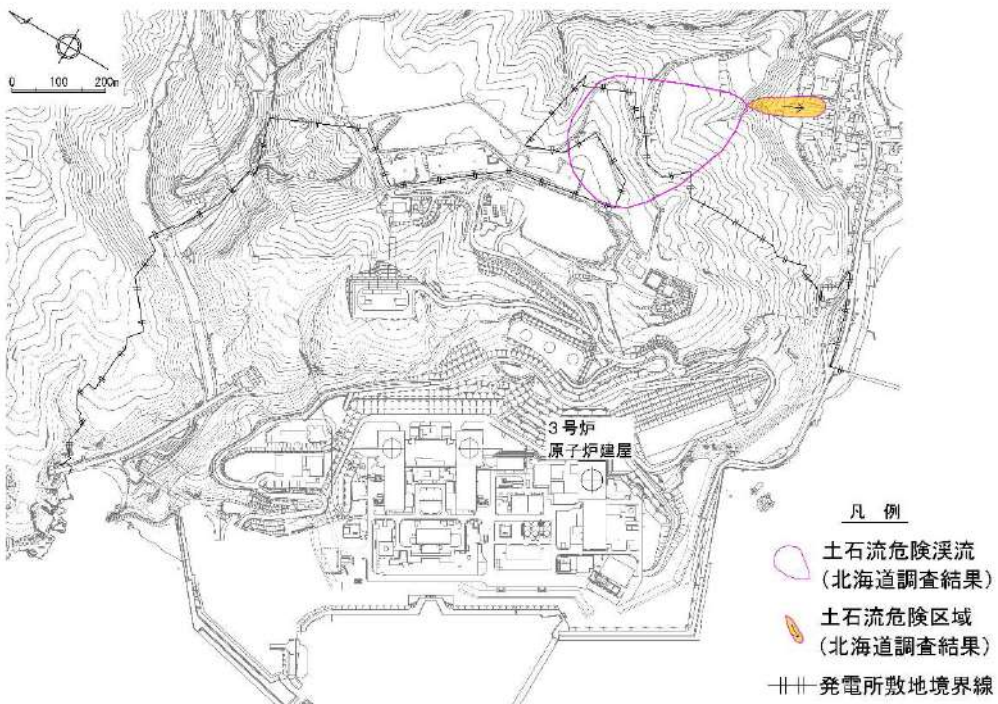 0 100 200m
3号炉
原子炉建屋
凡 例
土石流危険渓流
(北海道調査結果)
土石流危険区域
(北海道調査結果)
発電所敷地境界線